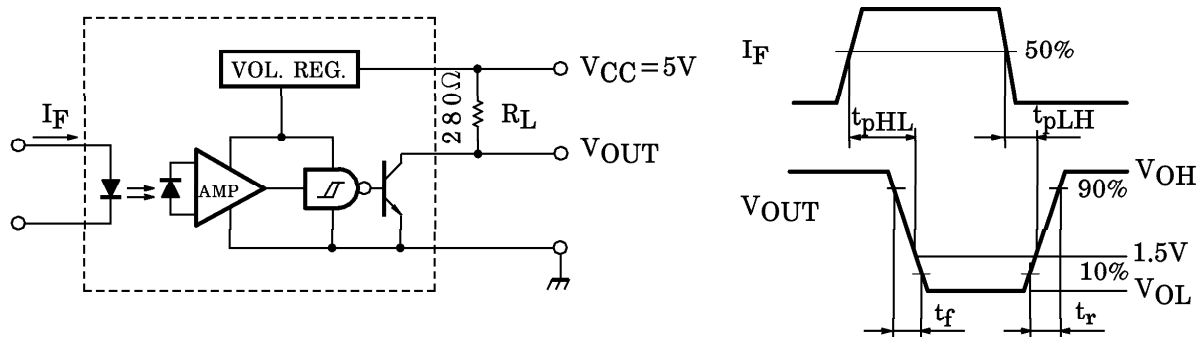 VOL. REG.
VCC=5V
280Ω
RL
IF
VOUT
AMP
IF
50%
tpHL
tpLH
VOH
90%
VOUT
1.5V
10%
VOL
tf
tr